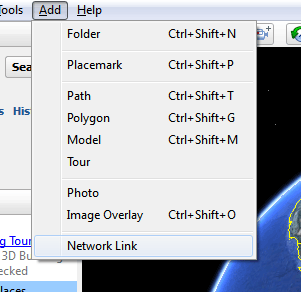 Tools Add Help
Folder Ctrl+Shift+N
Placemark Ctrl+Shift+P
Path Ctrl+Shift+T
Polygon Ctrl+Shift+G
Model Ctrl+Shift+M
Tour
Photo
Image Overlay Ctrl+Shift+O
Network Link
Sea
s His
g Tour
3D Bu
ecked
laces